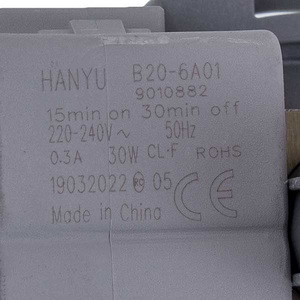 HANYU B20-6A01
9010882
15min on 30min off
220-240V~ 50Hz
0.3A 30W CL·F ROHS
19032022 05
Made in China CE